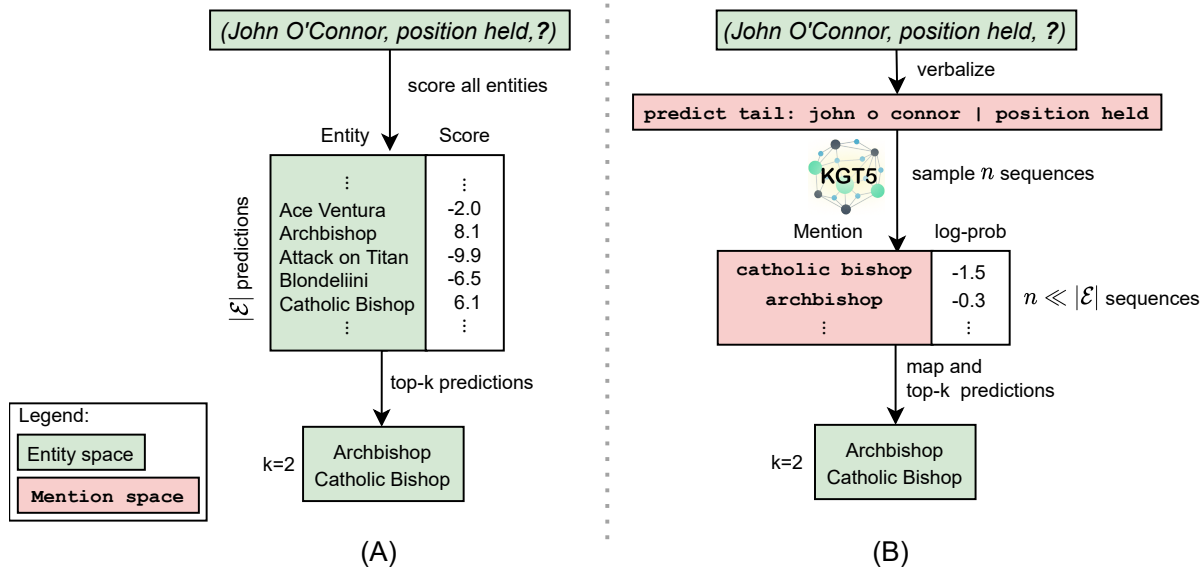 (John O'Connor, position held,?)
score all entities
Entity
Score
⋮
⋮
Ace Ventura
-2.0
Archbishop
8.1
Attack on Titan
-9.9
Blondeliini
-6.5
Catholic Bishop
6.1
⋮
⋮
|ℰ| predictions
top-k predictions
k=2
Archbishop
Catholic Bishop
Legend:
Entity space
Mention space
(A)
(John O'Connor, position held, ?)
verbalize
predict tail: john o connor | position held
KGT5
sample n sequences
Mention
log-prob
catholic bishop
-1.5
archbishop
-0.3
⋮
⋮
n ≪ |ℰ| sequences
map and
top-k predictions
k=2
Archbishop
Catholic Bishop
(B)